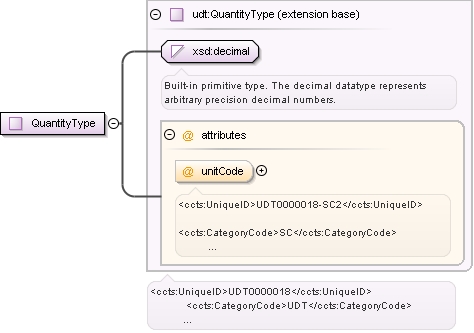 udt:QuantityType (extension base)
xsd:decimal
Built-in primitive type. The decimal datatype represents
arbitrary precision decimal numbers.
QuantityType
@ attributes
@ unitCode
<ccts:UniqueID>UDT0000018-SC2</ccts:UniqueID>
<ccts:CategoryCode>SC</ccts:CategoryCode>
...
<ccts:UniqueID>UDT0000018</ccts:UniqueID>
<ccts:CategoryCode>UDT</ccts:CategoryCode>
...